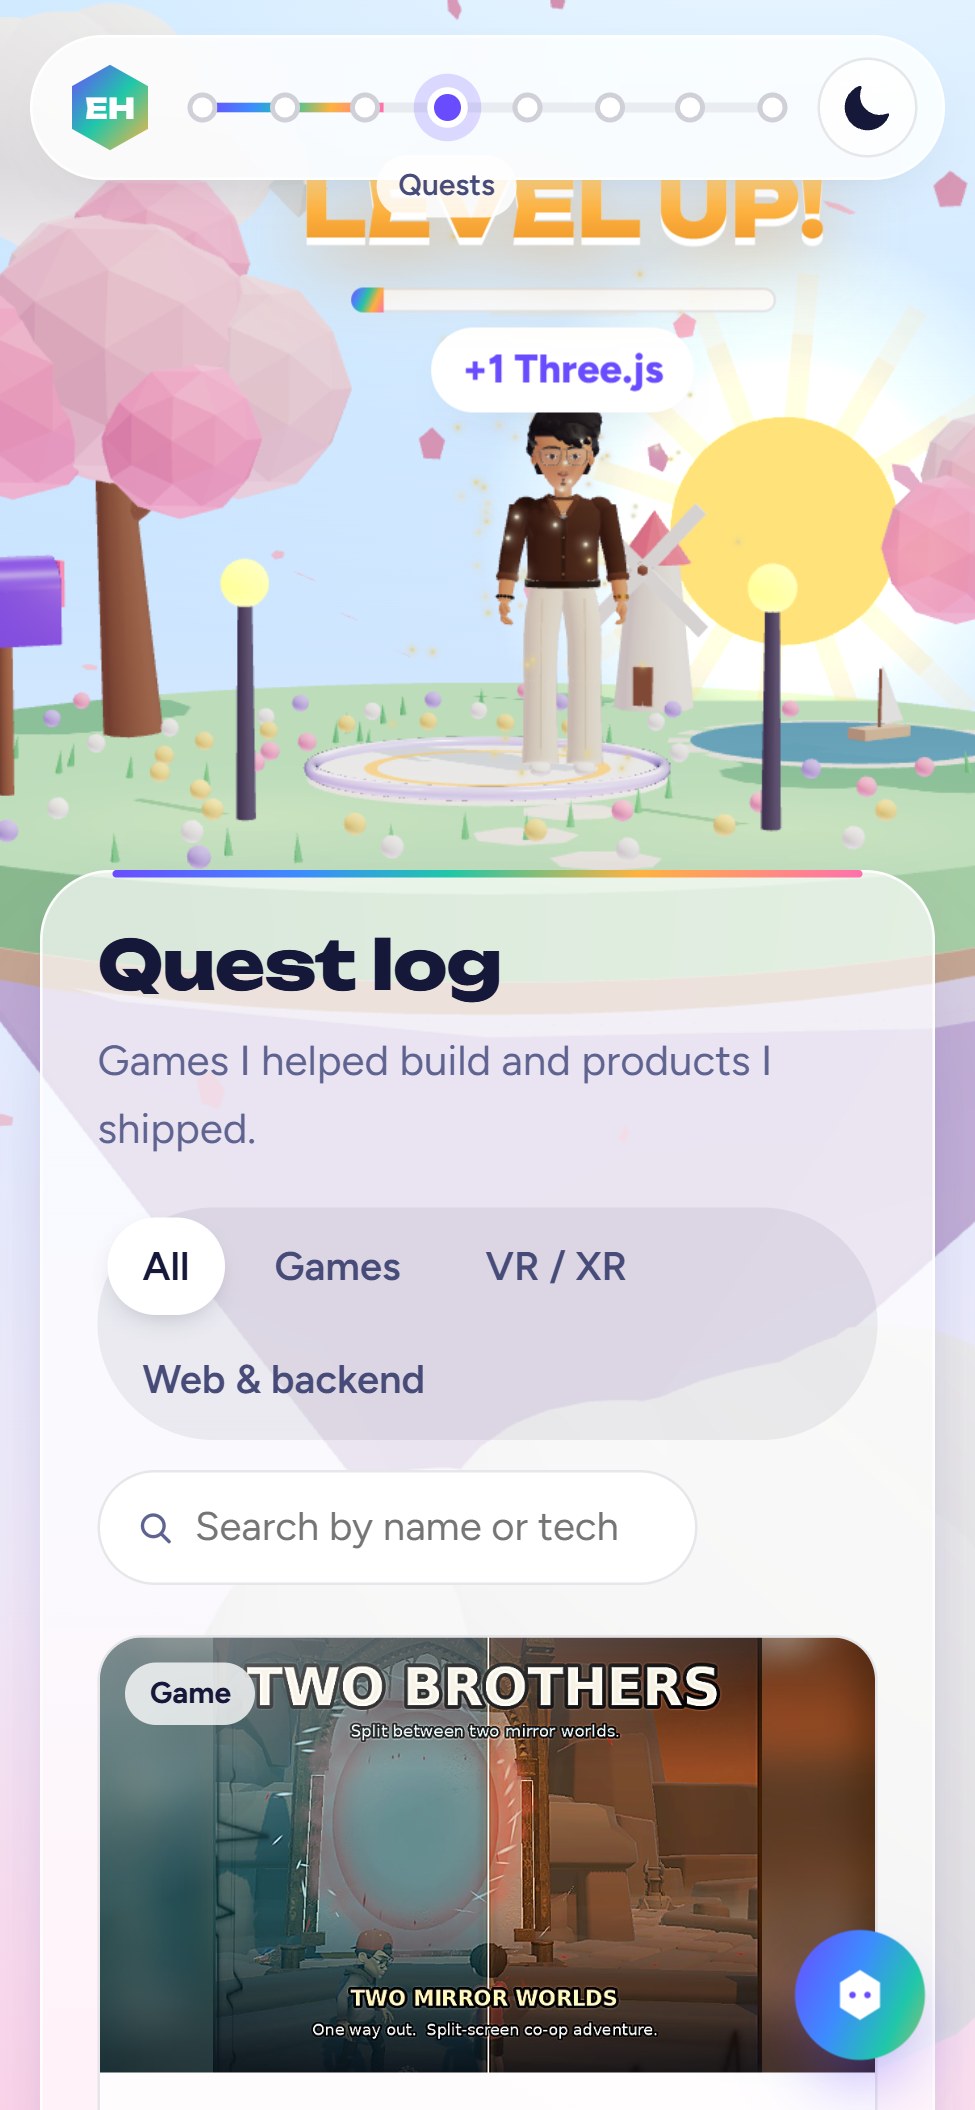 EH
Quests
LEVEL UP!
+1 Three.js
Quest log
Games I helped build and products I
shipped.
All
Games
VR / XR
Web & backend
Search by name or tech
Game
TWO BROTHERS
Split between two mirror worlds.
TWO MIRROR WORLDS
One way out. Split-screen co-op adventure.